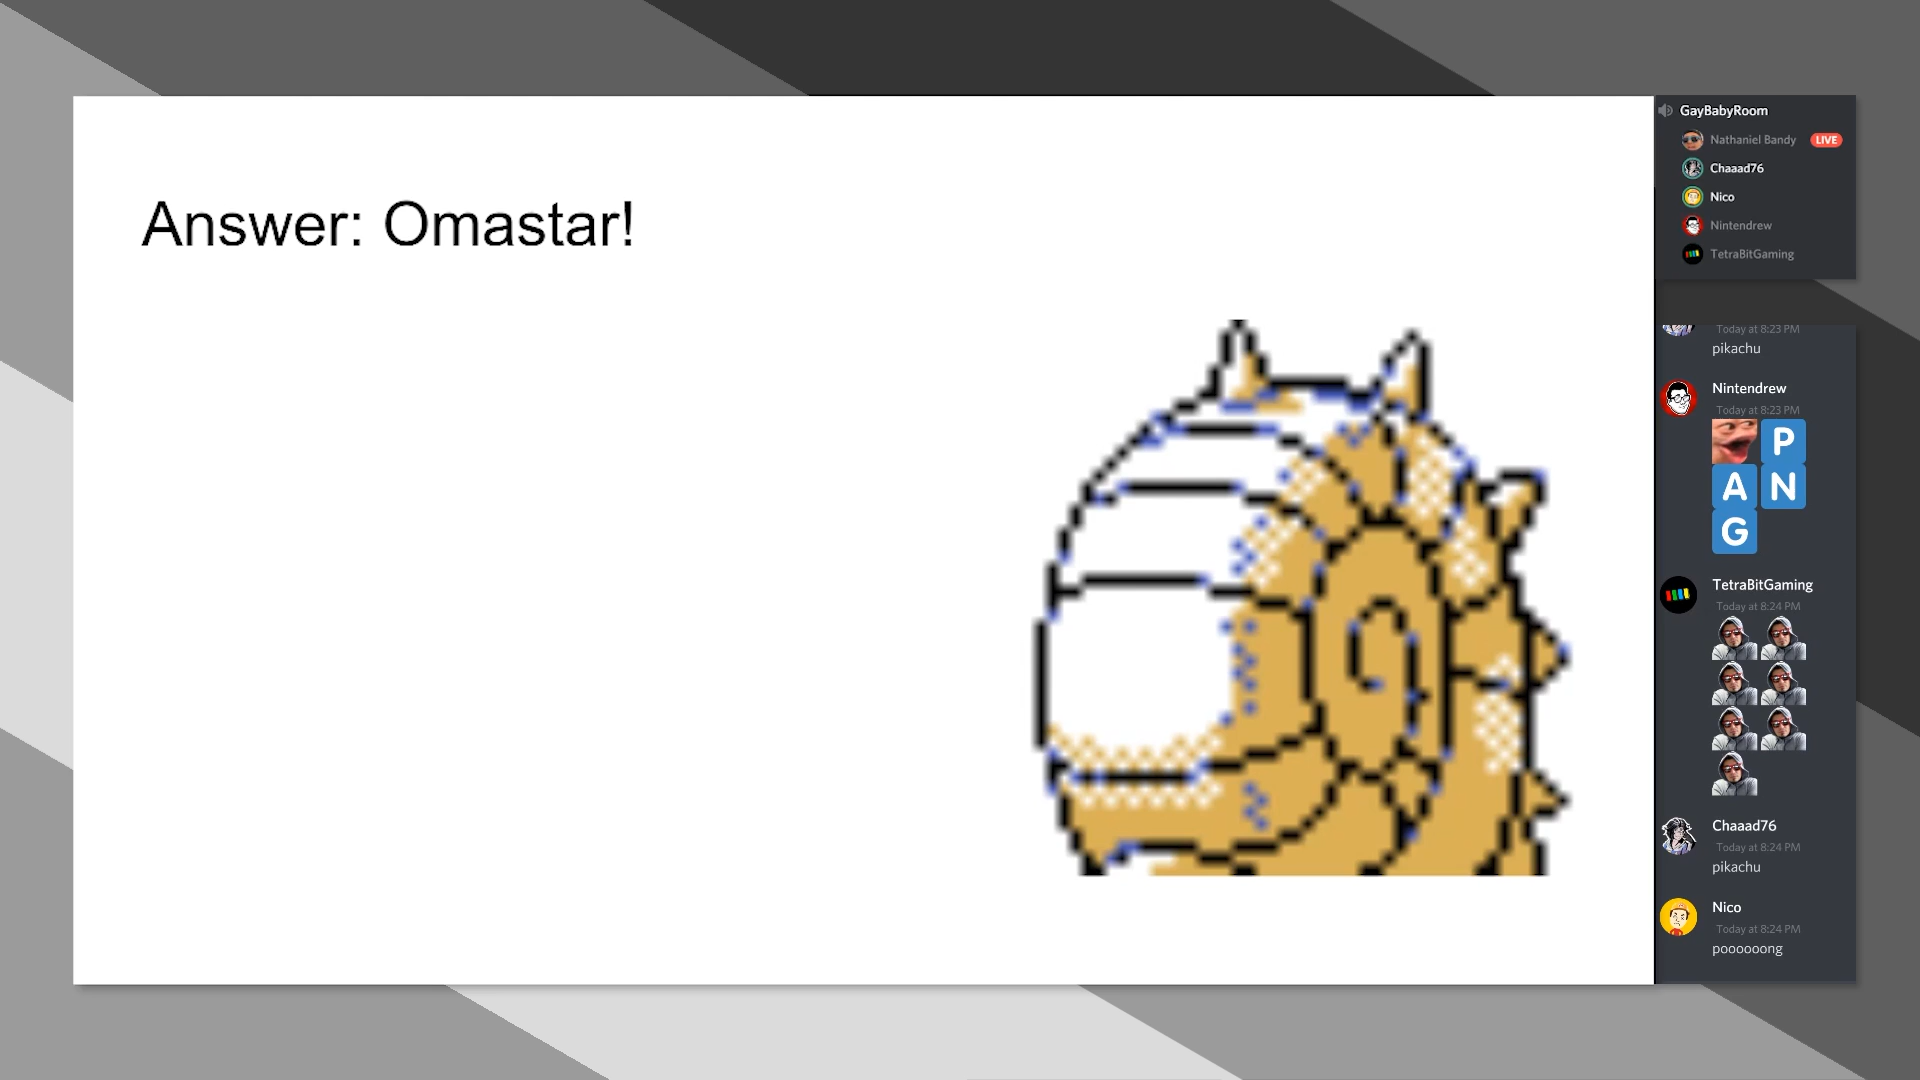 Answer: Omastar!
GayBabyRoom
Nathaniel Bandy LIVE
Chaaad76
Nico
Nintendrew
TetraBitGaming
Today at 8:23 PM
pikachu
Nintendrew
Today at 8:23 PM
P
A N
G
TetraBitGaming
Today at 8:24 PM
Chaaad76
Today at 8:24 PM
pikachu
Nico
Today at 8:24 PM
poooooong